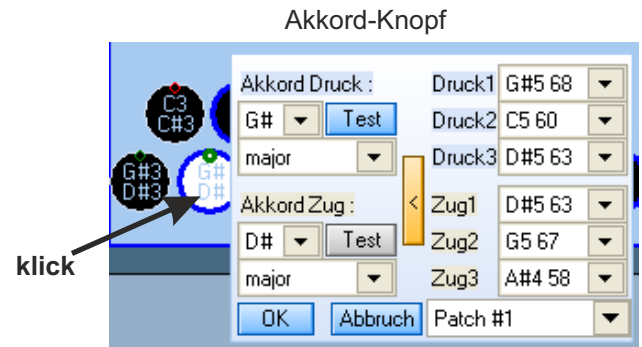 Akkord-Knopf
C3
C#3
G#3
D#3
G#
D#
klick
Akkord Druck :
G# Test
major
Akkord Zug :
D# Test
major
OK Abbruch
<
Druck1 G#5 68
Druck2 C5 60
Druck3 D#5 63
Zug1 D#5 63
Zug2 G5 67
Zug3 A#4 58
Patch #1